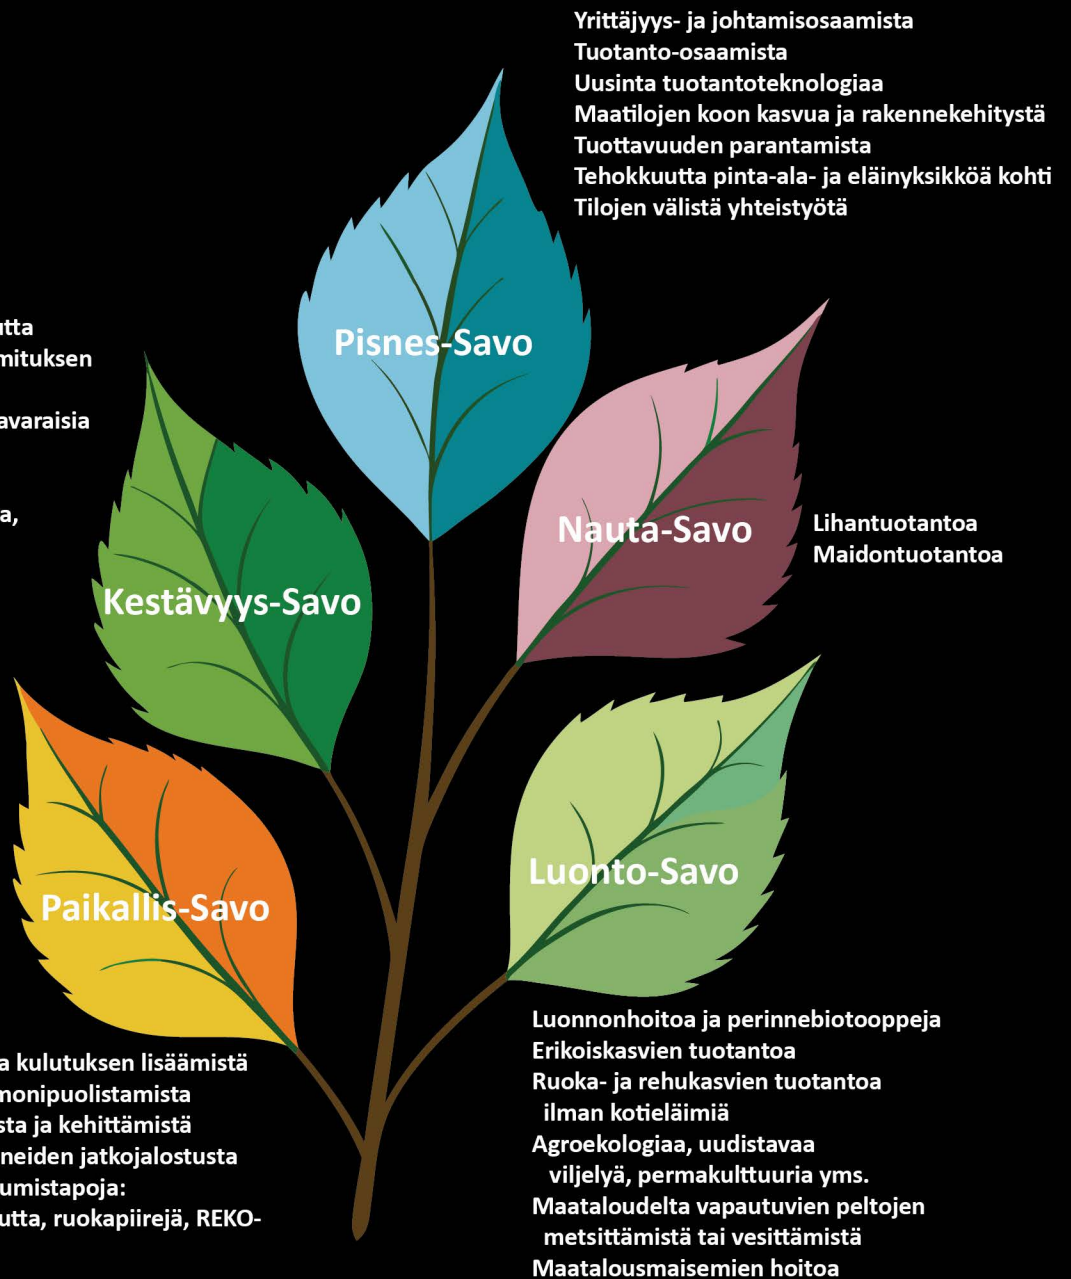 Yrittäjyys- ja johtamisosaamista
Tuotanto-osaamista
Uusinta tuotantoteknologiaa
Maatilojen koon kasvua ja rakennekehitystä
Tuottavuuden parantamista
Tehokkuutta pinta-ala- ja eläinyksikköä kohti
Tilojen välistä yhteistyötä
Pisnes-Savo
Nauta-Savo
Lihantuotantoa
Maidontuotantoa
Kestävyys-Savo
Paikallis-Savo
kulutuksen lisäämistä
monipuolistamista
ja kehittämistä
jatkojalostusta
ruokapiirejä, REKO-
Luonto-Savo
Luonnonhoitoa ja perinnebiotooppeja
Erikoiskasvien tuotantoa
Ruoka- ja rehukasvien tuotantoa
ilman kotieläimiä
Agroekologiaa, uudistavaa
viljelyä, permakulttuuria yms.
Maataloudelta vapautuvien peltojen
metsittämistä tai vesittämistä
Maatalousmaisemien hoitoa